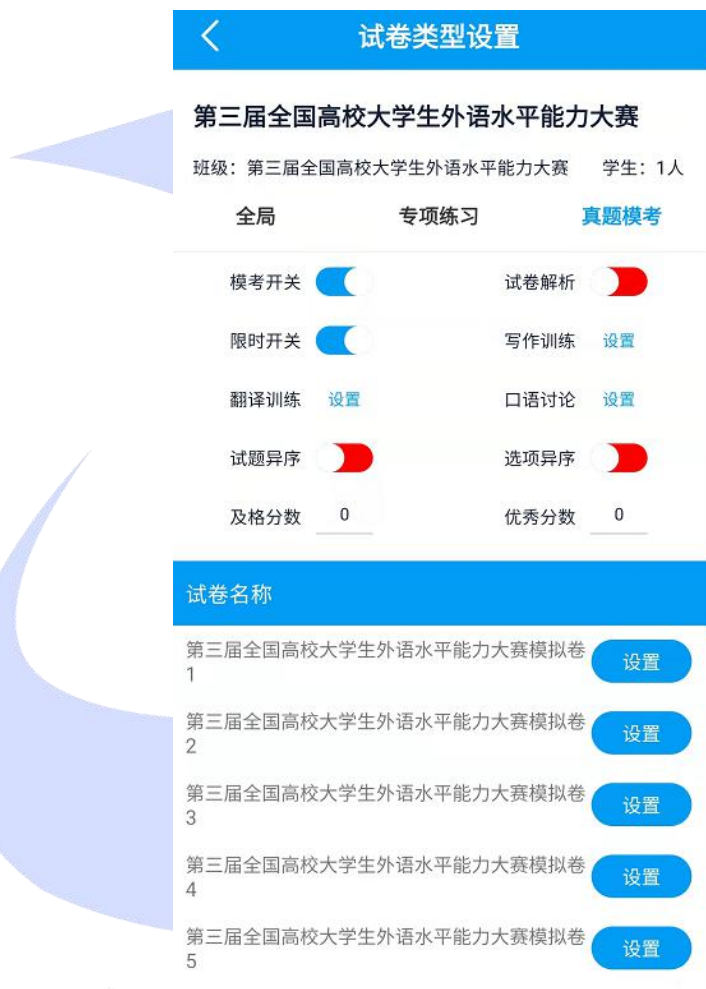 试卷类型设置
第三届全国高校大学生外语水平能力大赛
班级：第三届全国高校大学生外语水平能力大赛 学生：1人
全局 专项练习 真题模考
模考开关 试卷解析
限时开关 写作训练 设置
翻译训练 设置 口语讨论 设置
试题异序 选项异序
及格分数 0 优秀分数 0
试卷名称
第三届全国高校大学生外语水平能力大赛模拟卷
1
设置
第三届全国高校大学生外语水平能力大赛模拟卷
2
设置
第三届全国高校大学生外语水平能力大赛模拟卷
3
设置
第三届全国高校大学生外语水平能力大赛模拟卷
4
设置
第三届全国高校大学生外语水平能力大赛模拟卷
5
设置